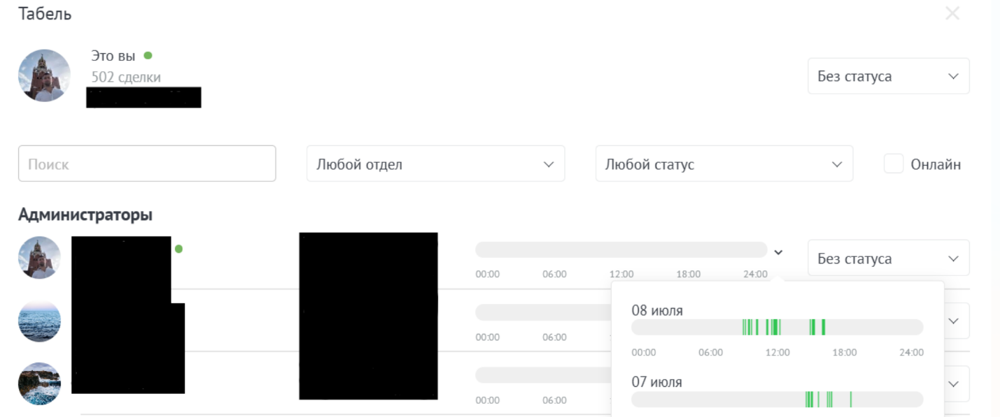 Табель
Это вы
502 сделки
Без статуса
Поиск
Любой отдел
Любой статус
Онлайн
Администраторы
00:00 06:00 12:00 18:00 24:00
Без статуса
00:00 06:00
00:00 06:00
08 июля
00:00 06:00 12:00 18:00 24:00
07 июля